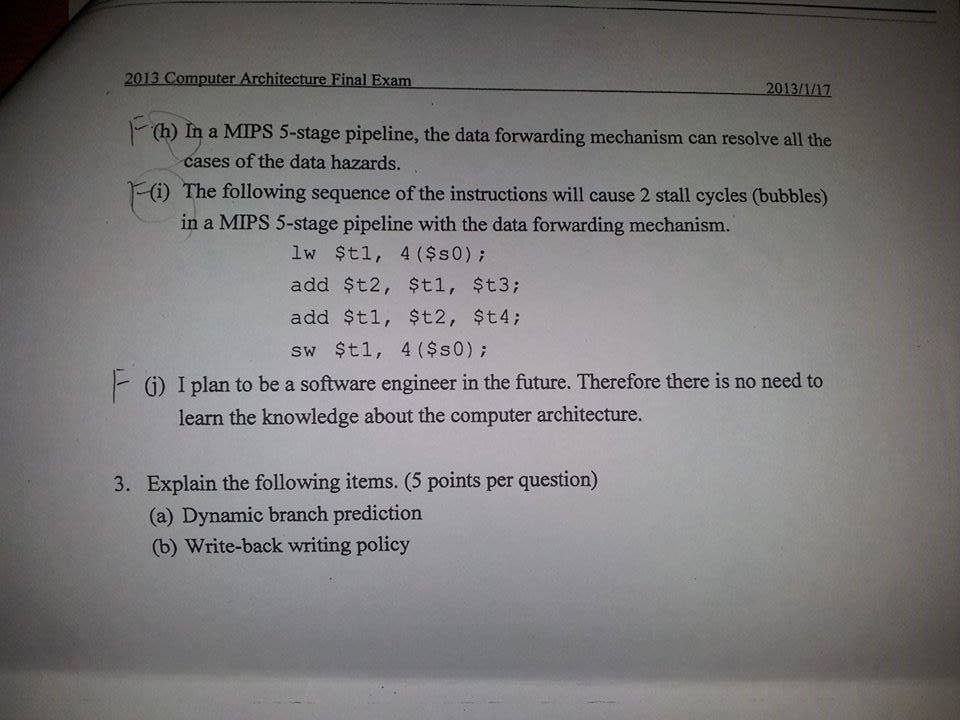 2013 Computer Architecture Final Exam 2013/1/17
F (h) In a MIPS 5-stage pipeline, the data forwarding mechanism can resolve all the
cases of the data hazards.
F (i) The following sequence of the instructions will cause 2 stall cycles (bubbles)
in a MIPS 5-stage pipeline with the data forwarding mechanism.
lw $t1, 4($s0);
add $t2, $t1, $t3;
add $t1, $t2, $t4;
sw $t1, 4($s0);
F (j) I plan to be a software engineer in the future. Therefore there is no need to
learn the knowledge about the computer architecture.
3. Explain the following items. (5 points per question)
(a) Dynamic branch prediction
(b) Write-back writing policy